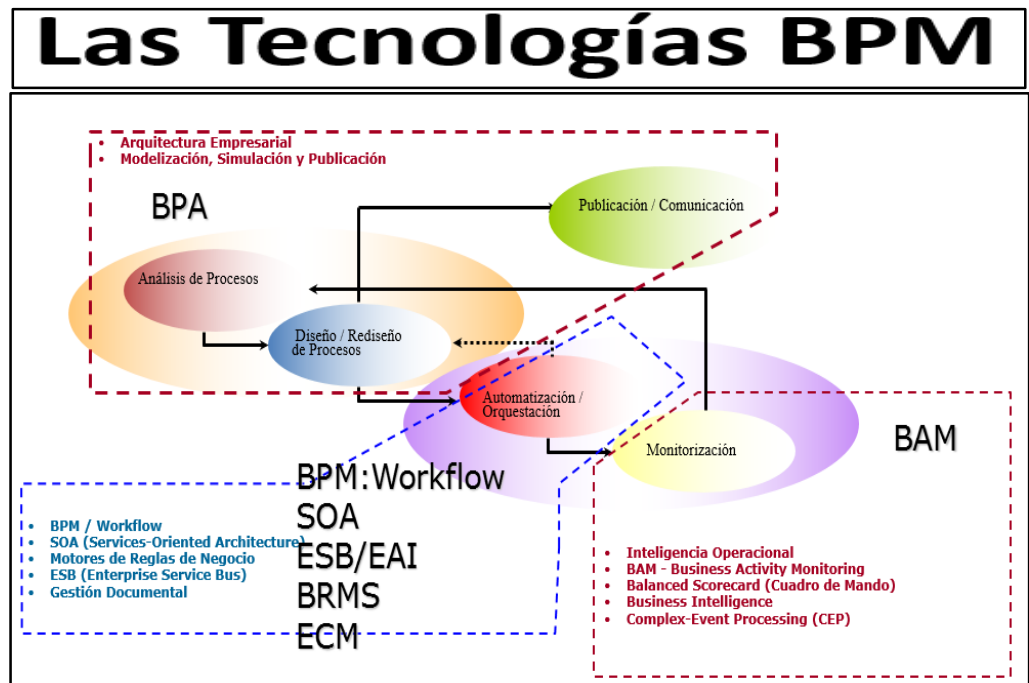 Las Tecnologías BPM
• Arquitectura Empresarial
• Modelización, Simulación y Publicación
BPA
Publicación / Comunicación
Análisis de Procesos
Diseño / Rediseño
de Procesos
Automatización /
Orquestación
Monitorización
BAM
BPM:Workflow
SOA
ESB/EAI
BRMS
ECM
• BPM / Workflow
• SOA (Services-Oriented Architecture)
• Motores de Reglas de Negocio
• ESB (Enterprise Service Bus)
• Gestión Documental
• Inteligencia Operacional
• BAM - Business Activity Monitoring
• Balanced Scorecard (Cuadro de Mando)
• Business Intelligence
• Complex-Event Processing (CEP)